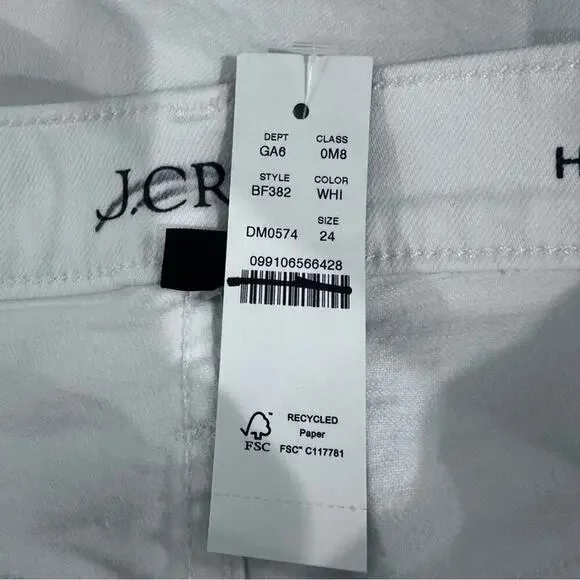 J.CR
H
DEPT CLASS
GA6 0M8
STYLE COLOR
BF382 WHI
SIZE
DM0574 24
099106566428
RECYCLED
Paper
FSC™ C117781
FSC